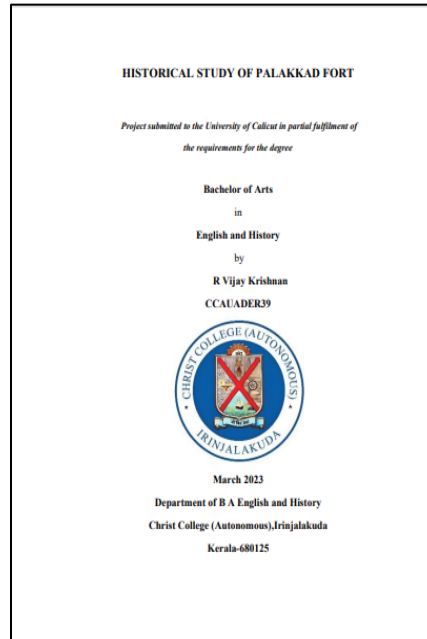 HISTORICAL STUDY OF PALAKKAD FORT
Project submitted to the University of Calicut in partial fulfilment of
the requirements for the degree
Bachelor of Arts
in
English and History
by
R Vijay Krishnan
CCAUADER39
CHRIST COLLEGE (AUTONOMOUS)
IRINJALAKUDA
March 2023
Department of B A English and History
Christ College (Autonomous),Irinjalakuda
Kerala-680125